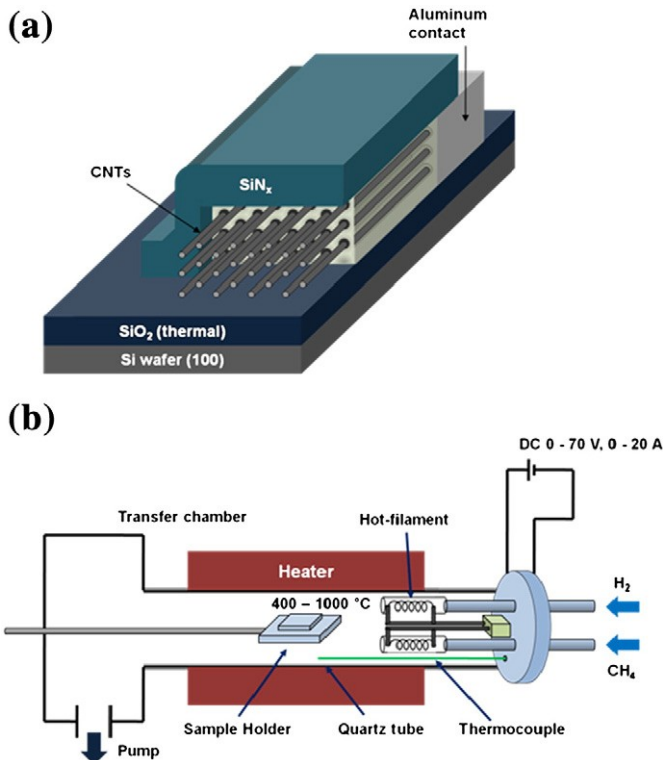 (a)
Aluminum
contact
CNTs
SiNₓ
SiO₂ (thermal)
Si wafer (100)
(b)
DC 0 - 70 V, 0 - 20 A
Transfer chamber
Hot-filament
Heater
H₂
400 – 1000 °C
CH₄
Sample Holder
Quartz tube
Thermocouple
Pump